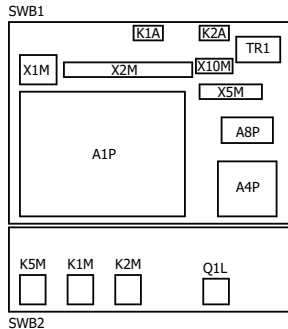 SWB1
K1A K2A
TR1
X1M X2M X10M
X5M
A8P
A1P
A4P
K5M K1M K2M Q1L
SWB2